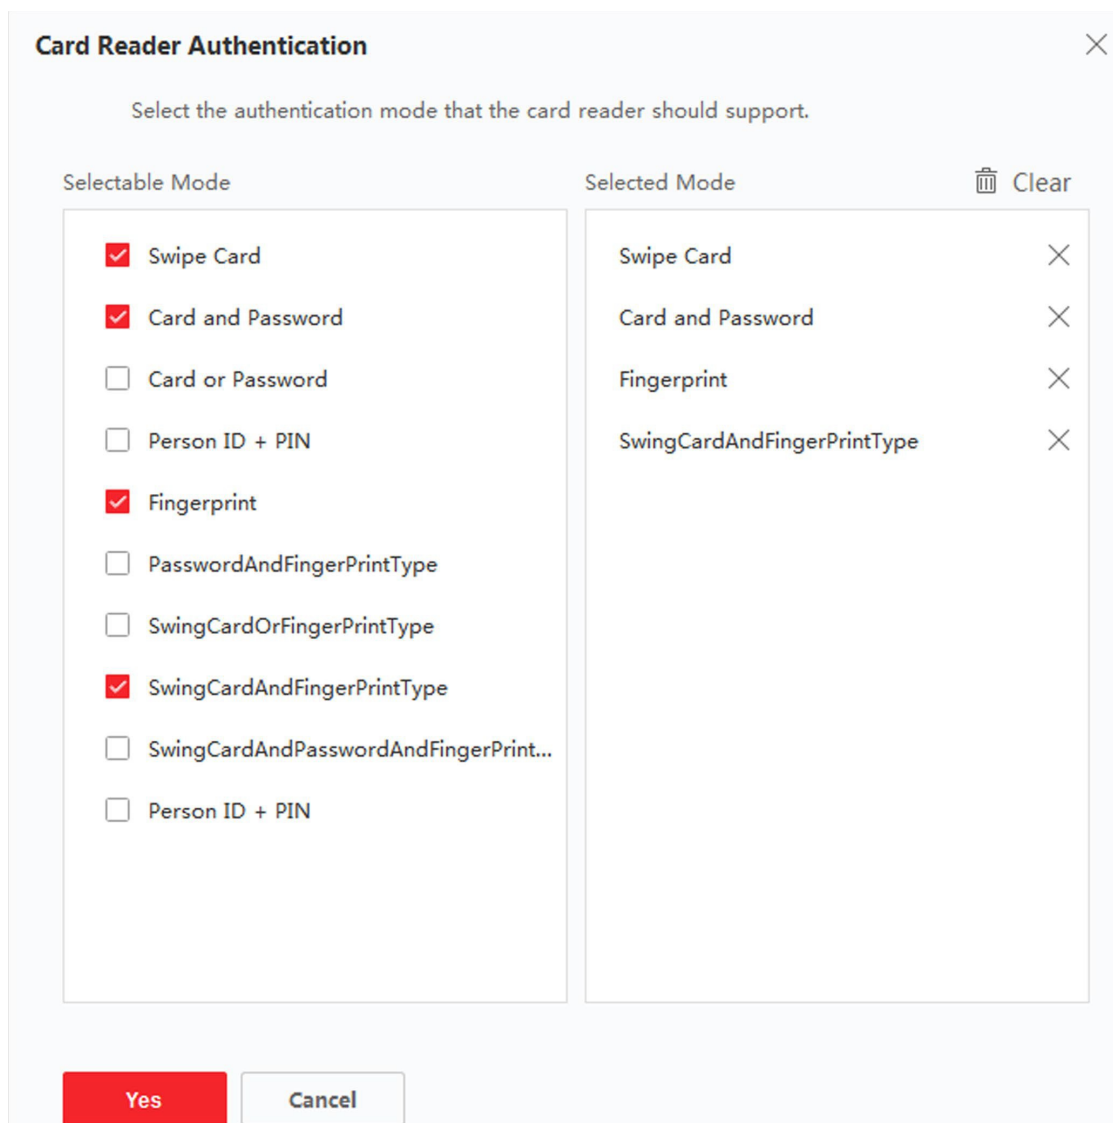 Card Reader Authentication
Select the authentication mode that the card reader should support.
Selectable Mode
Swipe Card
Card and Password
Card or Password
Person ID + PIN
Fingerprint
PasswordAndFingerPrintType
SwingCardOrFingerPrintType
SwingCardAndFingerPrintType
SwingCardAndPasswordAndFingerPrint...
Person ID + PIN
Selected Mode
Clear
Swipe Card
Card and Password
Fingerprint
SwingCardAndFingerPrintType
Yes
Cancel